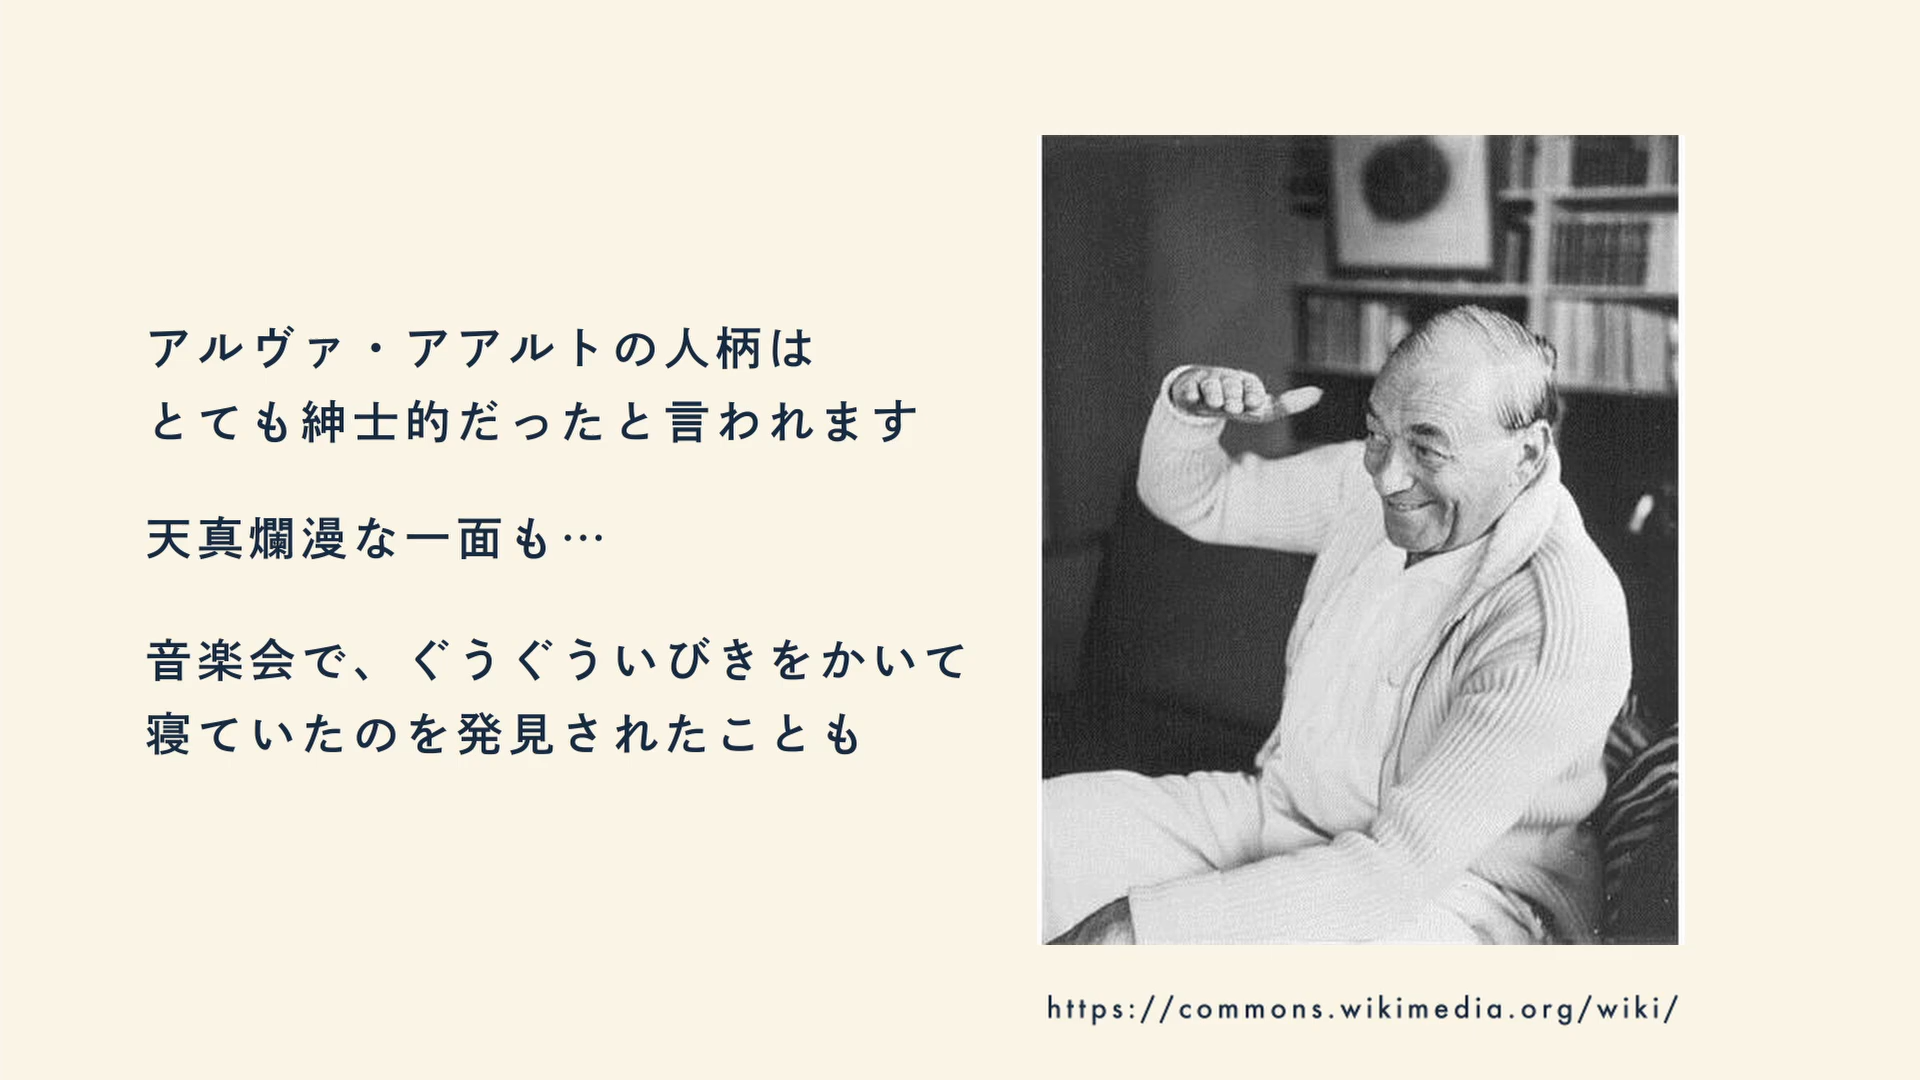 アルヴァ・アアルトの人柄は
とても紳士的だったと言われます
天真爛漫な一面も…
音楽会で、ぐうぐういびきをかいて
寝ていたのを発見されたことも
https://commons.wikimedia.org/wiki/